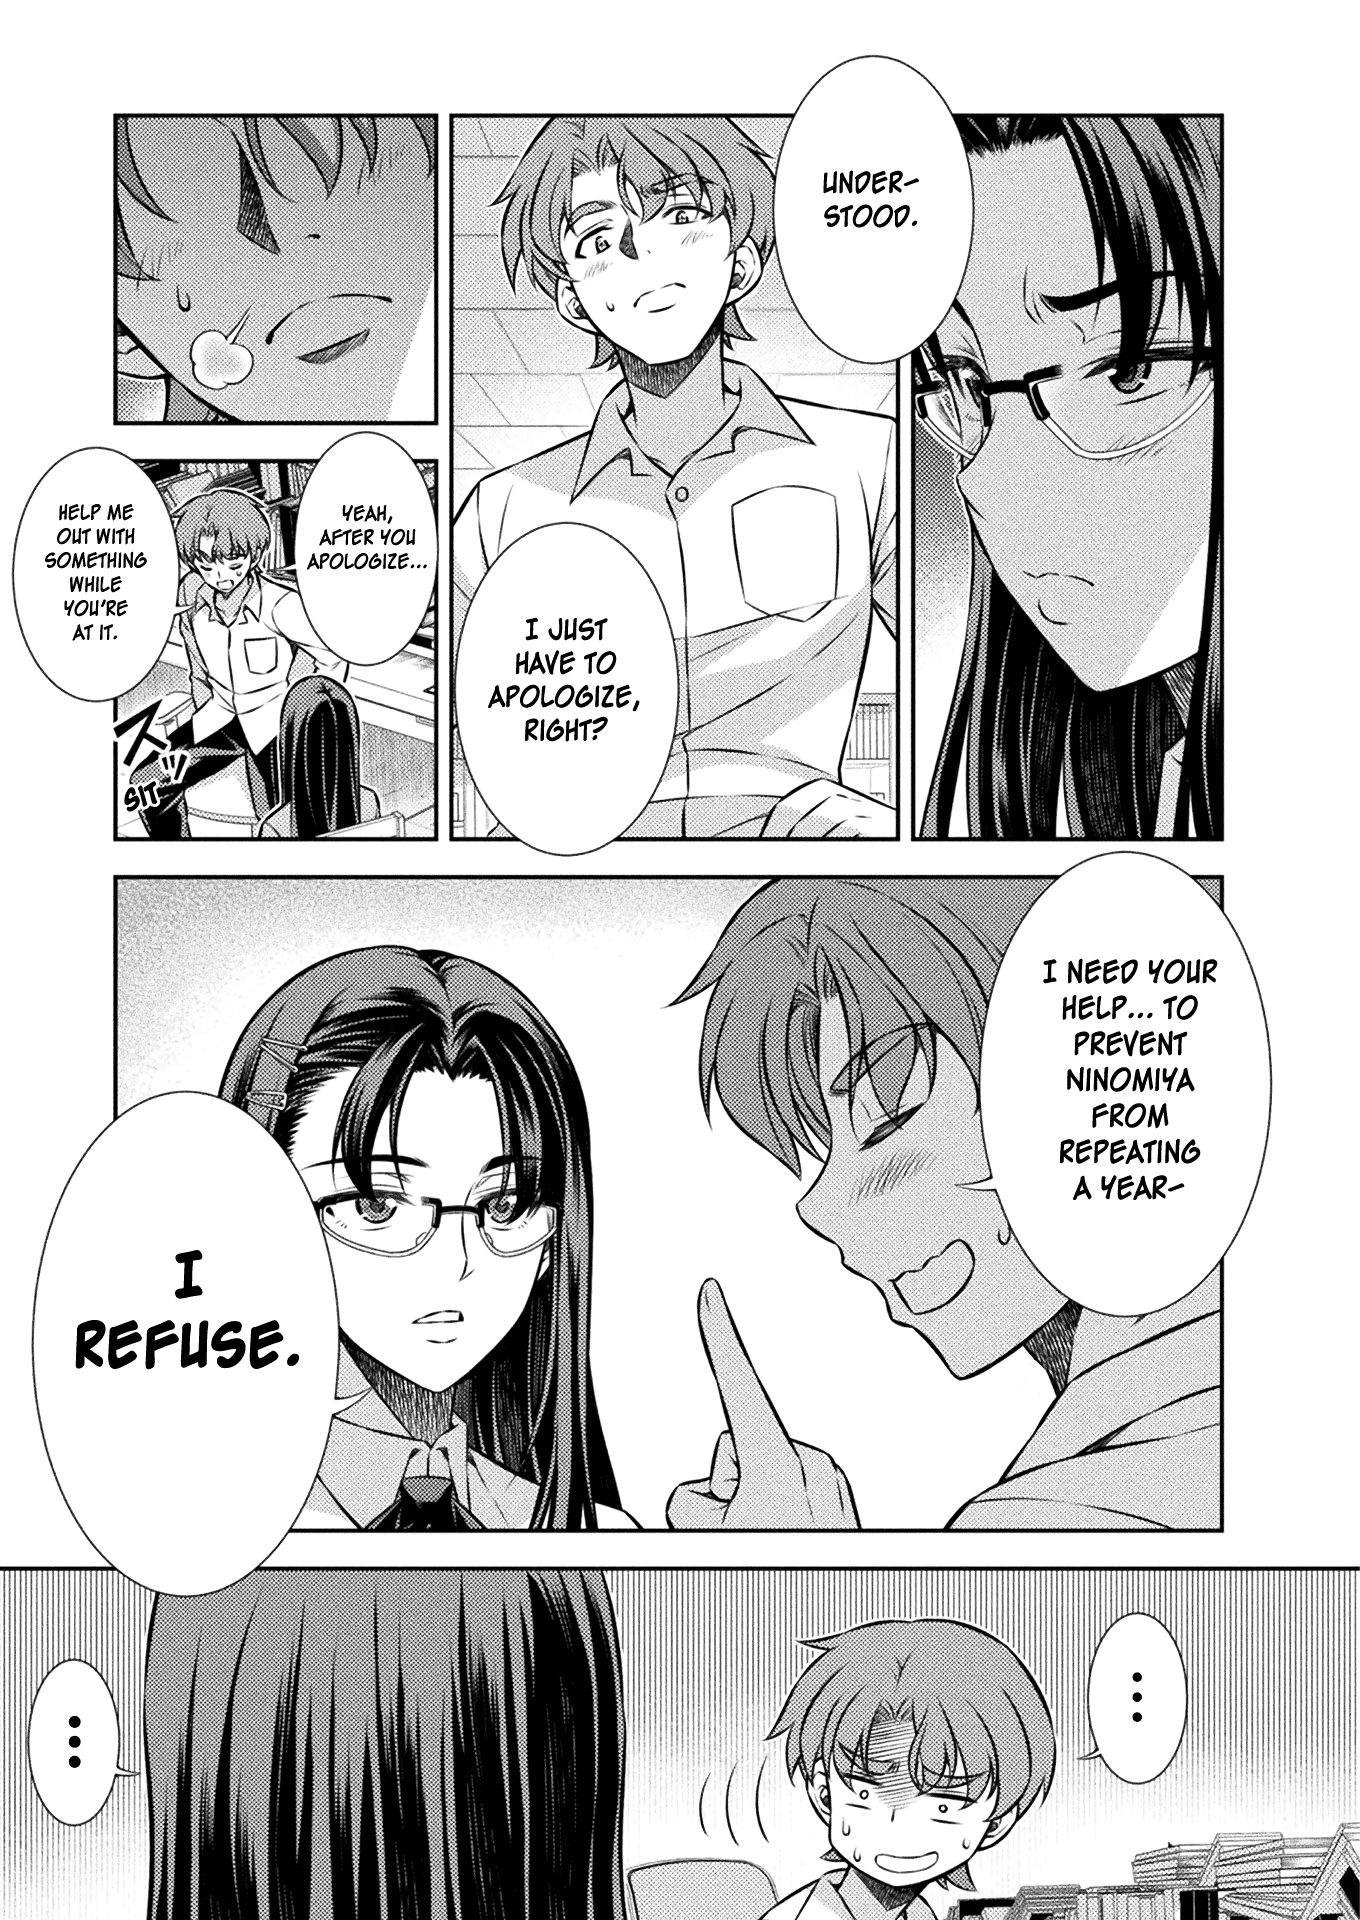 UNDER-
STOOD.
I JUST
HAVE TO
APOLOGIZE,
RIGHT?
YEAH,
AFTER YOU
APOLOGIZE...
HELP ME
OUT WITH
SOMETHING
WHILE
YOU'RE
AT IT.
ズッ
SIT
I NEED YOUR
HELP... TO
PREVENT
NINOMIYA
FROM
REPEATING
A YEAR-
I
REFUSE.
...
...